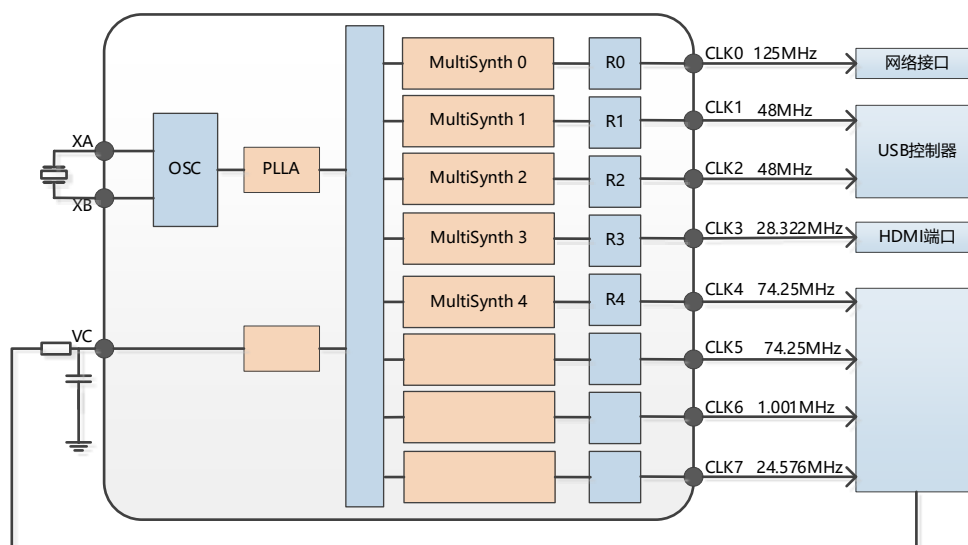 MultiSynth 0
R0
CLK0 125MHz
网络接口
MultiSynth 1
R1
CLK1 48MHz
USB控制器
XA
OSC
PLLA
MultiSynth 2
R2
CLK2 48MHz
XB
MultiSynth 3
R3
CLK3 28.322MHz
HDMI端口
MultiSynth 4
R4
CLK4 74.25MHz
VC
CLK5 74.25MHz
CLK6 1.001MHz
CLK7 24.576MHz